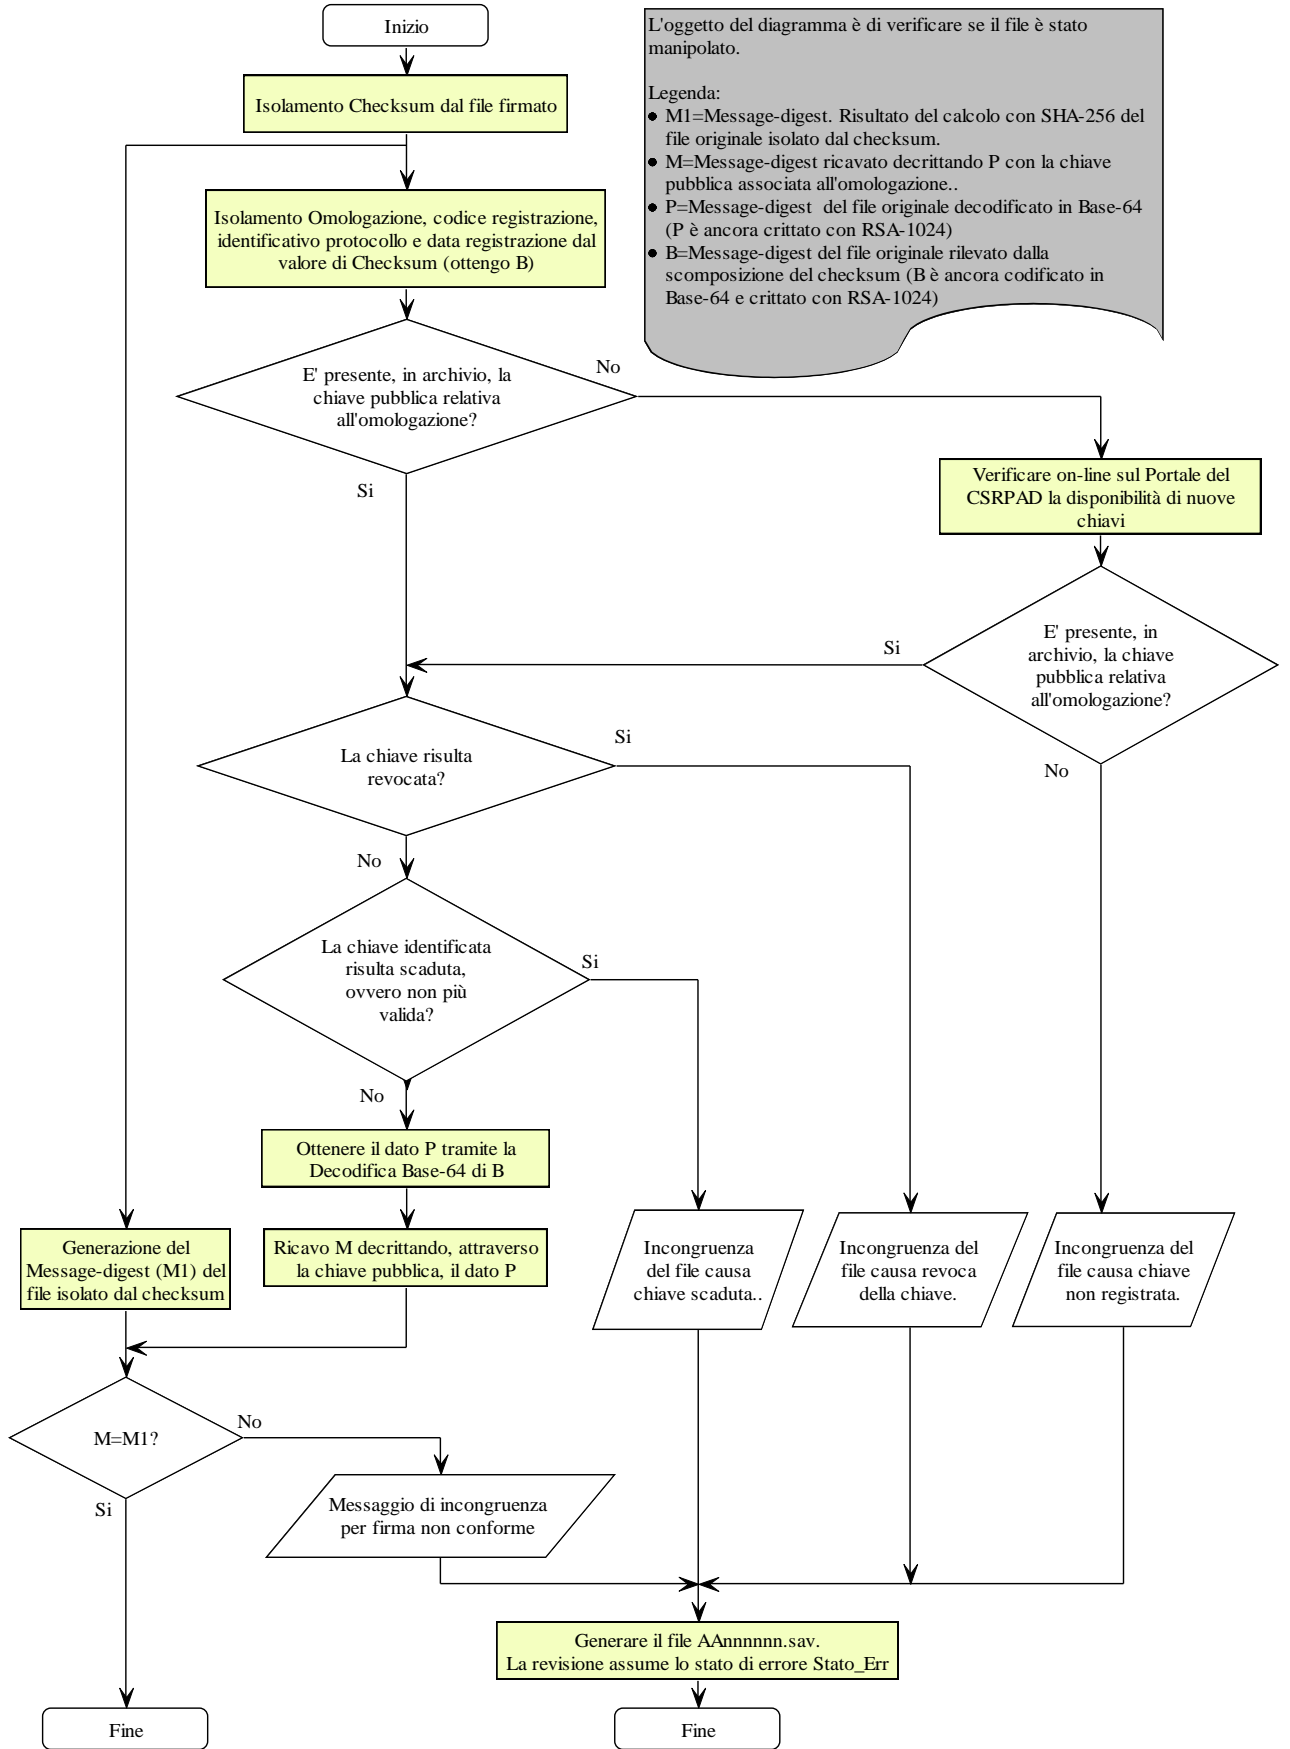 Inizio
L'oggetto del diagramma è di verificare se il file è stato
manipolato.
Legenda:
● M1=Message-digest. Risultato del calcolo con SHA-256 del
file originale isolato dal checksum.
● M=Message-digest ricavato decrittando P con la chiave
pubblica associata all'omologazione..
● P=Message-digest  del file originale decodificato in Base-64
(P è ancora crittato con RSA-1024)
● B=Message-digest del file originale rilevato dalla
scomposizione del checksum (B è ancora codificato in
Base-64 e crittato con RSA-1024)
Isolamento Checksum dal file firmato
Isolamento Omologazione, codice registrazione,
identificativo protocollo e data registrazione dal
valore di Checksum (ottengo B)
E' presente, in archivio, la
chiave pubblica relativa
all'omologazione?
No
Si
Verificare on-line sul Portale del
CSRPAD la disponibilità di nuove
chiavi
E' presente, in
archivio, la chiave
pubblica relativa
all'omologazione?
Si
No
La chiave risulta
revocata?
Si
No
La chiave identificata
risulta scaduta,
ovvero non più
valida?
Si
No
Ottenere il dato P tramite la
Decodifica Base-64 di B
Generazione del
Message-digest (M1) del
file isolato dal checksum
Ricavo M decrittando, attraverso
la chiave pubblica, il dato P
Incongruenza
del file causa
chiave scaduta..
Incongruenza del
file causa revoca
della chiave.
Incongruenza del
file causa chiave
non registrata.
M=M1?
No
Si
Messaggio di incongruenza
per firma non conforme
Generare il file AAnnnnnn.sav.
La revisione assume lo stato di errore Stato_Err
Fine
Fine